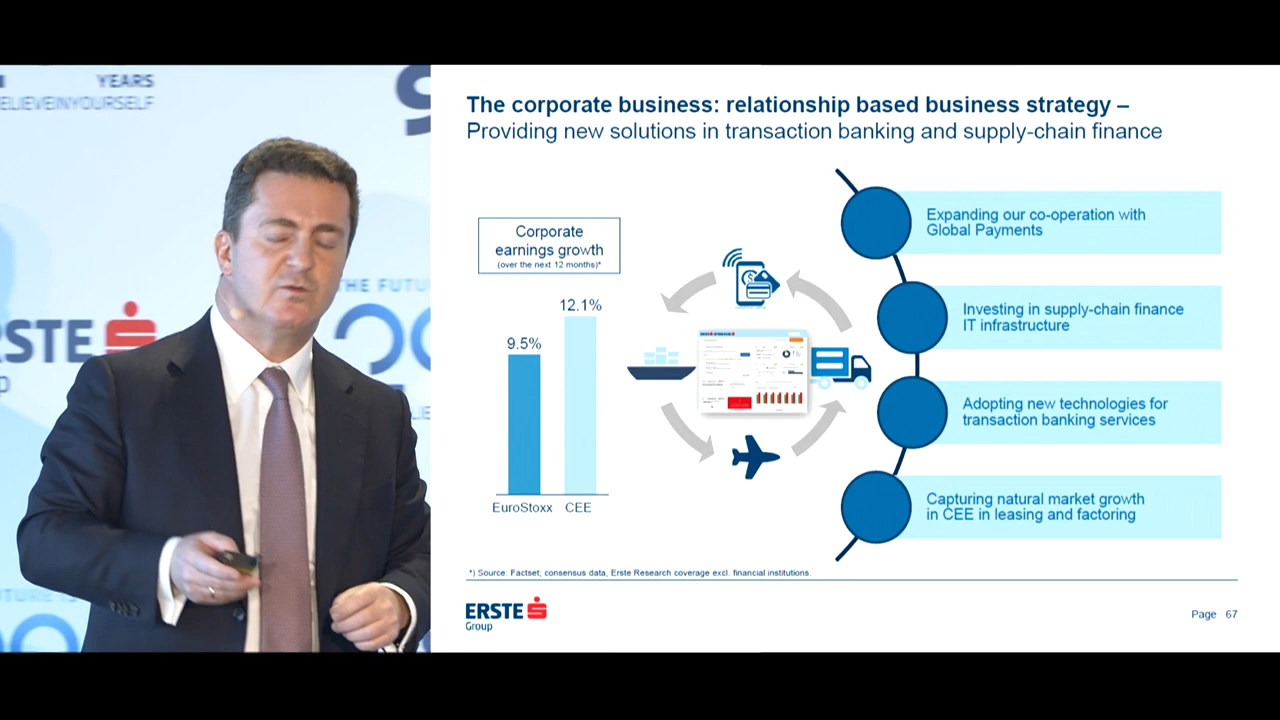 YEARS
ELIEVEINYOURSELF
THE FUTU
RSTE
The corporate business: relationship based business strategy –
Providing new solutions in transaction banking and supply-chain finance
Corporate
earnings growth
(over the next 12 months)*
12.1%
9.5%
EuroStoxx CEE
Expanding our co-operation with
Global Payments
Investing in supply-chain finance
IT infrastructure
Adopting new technologies for
transaction banking services
Capturing natural market growth
in CEE in leasing and factoring
*) Source: Factset, consensus data, Erste Research coverage excl. financial institutions.
ERSTE
Group
Page 67